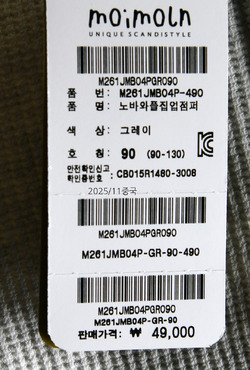 moimoln
UNIQUE SCANDISTYLE
M261JMB04PGR090
품 번: M261JMB04P-490
품 명: 노바와플집업점퍼
색 상: 그레이
호 칭: 90 (90-130)
안전확인신고
확인증번호 : CB015R1480-3008
2025/11중국
M261JMB04PGR090
M261JMB04P-GR-90-490
M261JMB04PGR090
M261JMB04P-GR-90
판매가격: ₩ 49,000